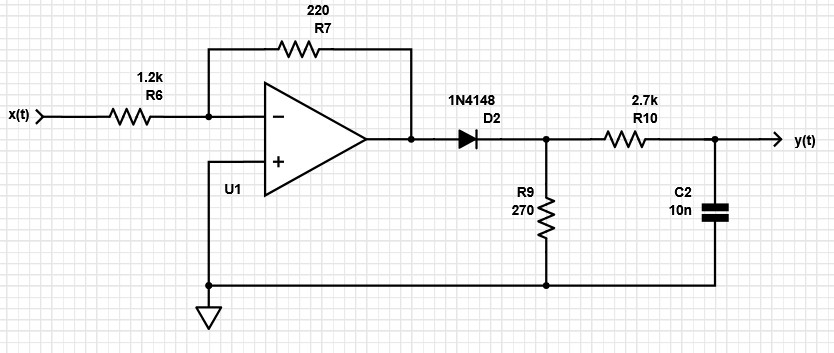 220
R7
1.2k
R6
x(t)
−
+
U1
1N4148
D2
2.7k
R10
y(t)
R9
270
C2
10n